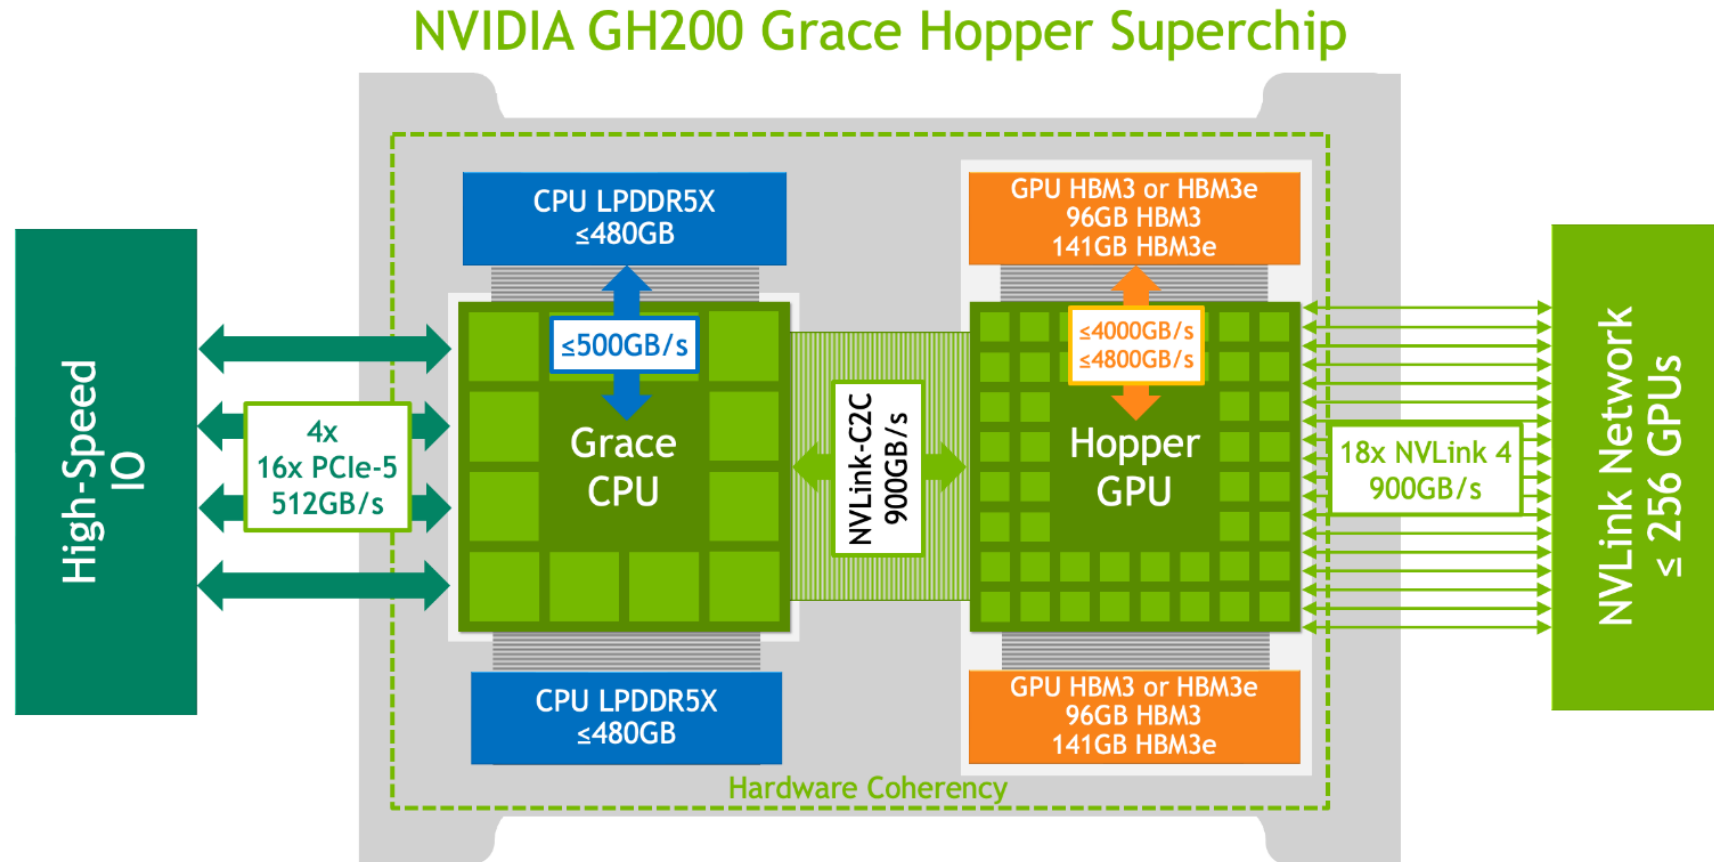 NVIDIA GH200 Grace Hopper Superchip
High-Speed
IO
4x
16x PCIe-5
512GB/s
CPU LPDDR5X
≤480GB
≤500GB/s
Grace
CPU
CPU LPDDR5X
≤480GB
NVLink-C2C
900GB/s
GPU HBM3 or HBM3e
96GB HBM3
141GB HBM3e
≤4000GB/s
≤4800GB/s
Hopper
GPU
GPU HBM3 or HBM3e
96GB HBM3
141GB HBM3e
18x NVLink 4
900GB/s
NVLink Network
≤ 256 GPUs
Hardware Coherency